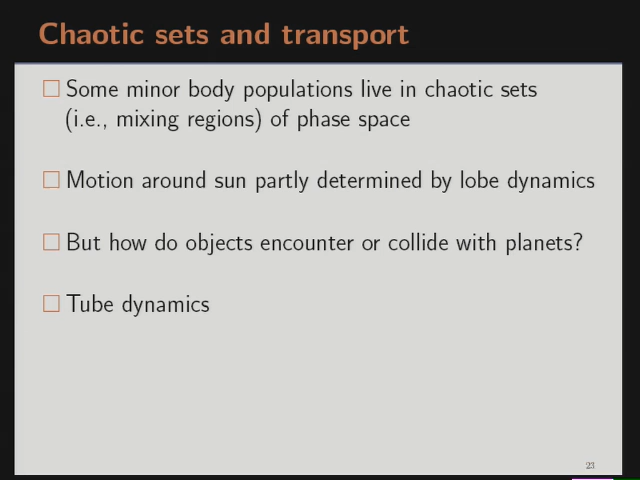 Chaotic sets and transport
Some minor body populations live in chaotic sets
(i.e., mixing regions) of phase space
Motion around sun partly determined by lobe dynamics
But how do objects encounter or collide with planets?
Tube dynamics
23